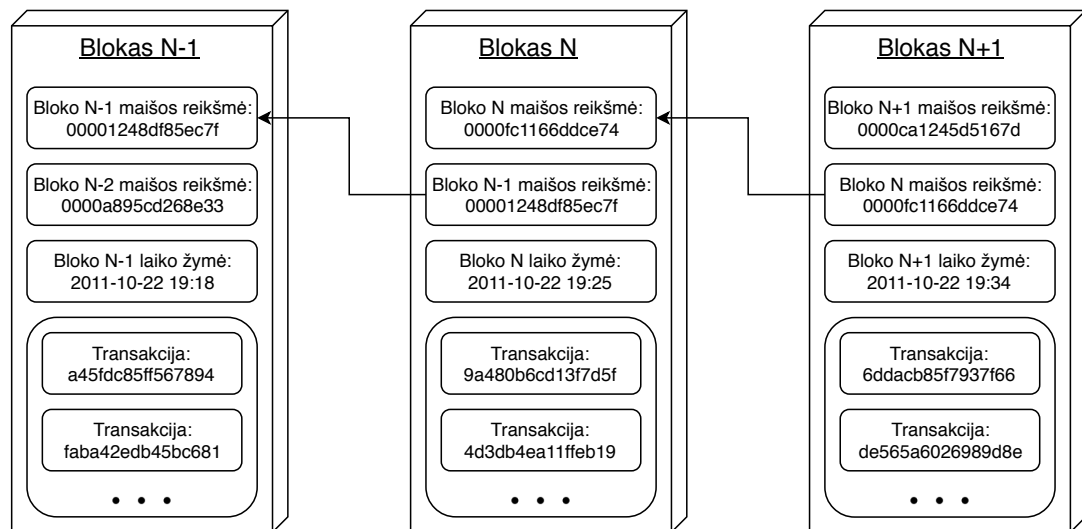 Blokas N-1
Bloko N-1 maišos reikšmė:
00001248df85ec7f
Bloko N-2 maišos reikšmė:
0000a895cd268e33
Bloko N-1 laiko žymė:
2011-10-22 19:18
Transakcija:
a45fdc85ff567894
Transakcija:
faba42edb45bc681
• • •
Blokas N
Bloko N maišos reikšmė:
0000fc1166ddce74
Bloko N-1 maišos reikšmė:
00001248df85ec7f
Bloko N laiko žymė:
2011-10-22 19:25
Transakcija:
9a480b6cd13f7d5f
Transakcija:
4d3db4ea11ffeb19
• • •
Blokas N+1
Bloko N+1 maišos reikšmė:
0000ca1245d5167d
Bloko N maišos reikšmė:
0000fc1166ddce74
Bloko N+1 laiko žymė:
2011-10-22 19:34
Transakcija:
6ddacb85f7937f66
Transakcija:
de565a6026989d8e
• • •